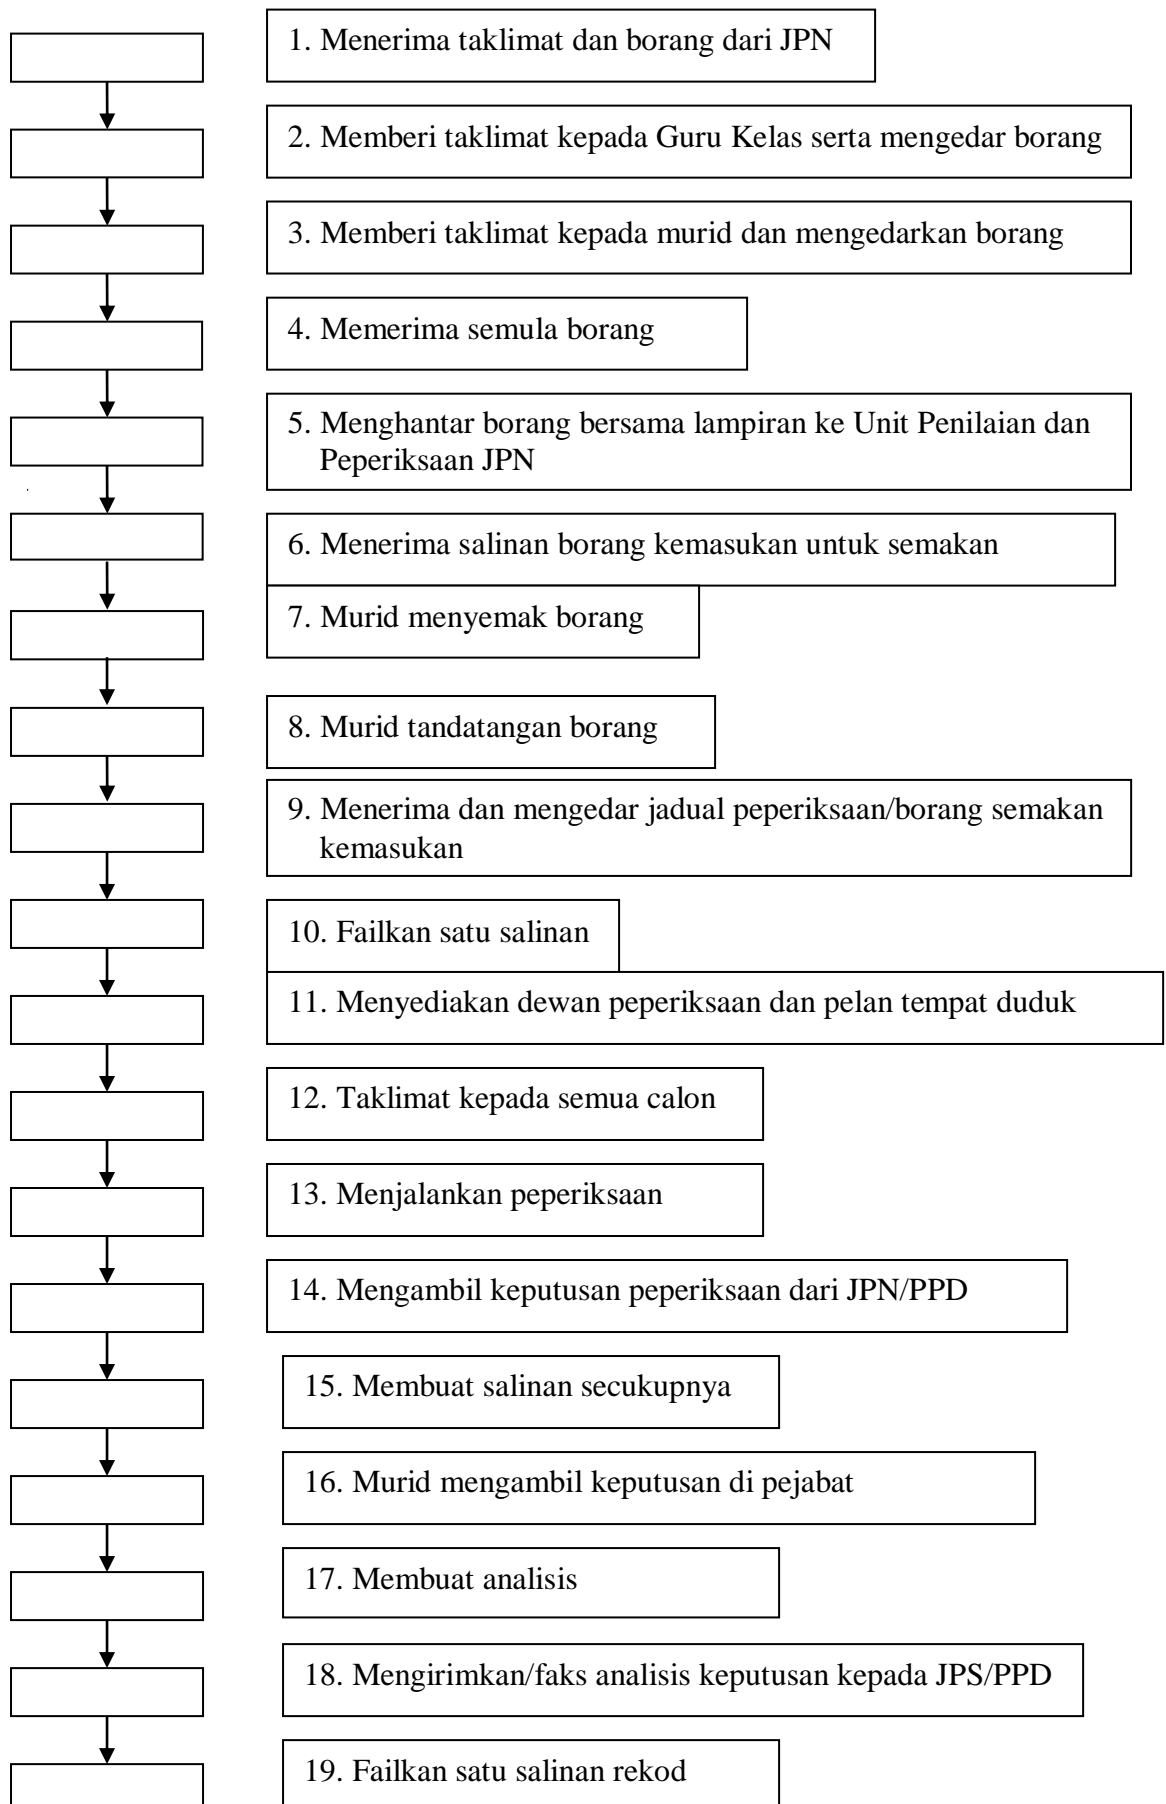 1. Menerima taklimat dan borang dari JPN
2. Memberi taklimat kepada Guru Kelas serta mengedar borang
3. Memberi taklimat kepada murid dan mengedarkan borang
4. Memerima semula borang
5. Menghantar borang bersama lampiran ke Unit Penilaian dan
Peperiksaan JPN
6. Menerima salinan borang kemasukan untuk semakan
7. Murid menyemak borang
8. Murid tandatangan borang
9. Menerima dan mengedar jadual peperiksaan/borang semakan
kemasukan
10. Failkan satu salinan
11. Menyediakan dewan peperiksaan dan pelan tempat duduk
12. Taklimat kepada semua calon
13. Menjalankan peperiksaan
14. Mengambil keputusan peperiksaan dari JPN/PPD
15. Membuat salinan secukupnya
16. Murid mengambil keputusan di pejabat
17. Membuat analisis
18. Mengirimkan/faks analisis keputusan kepada JPS/PPD
19. Failkan satu salinan rekod